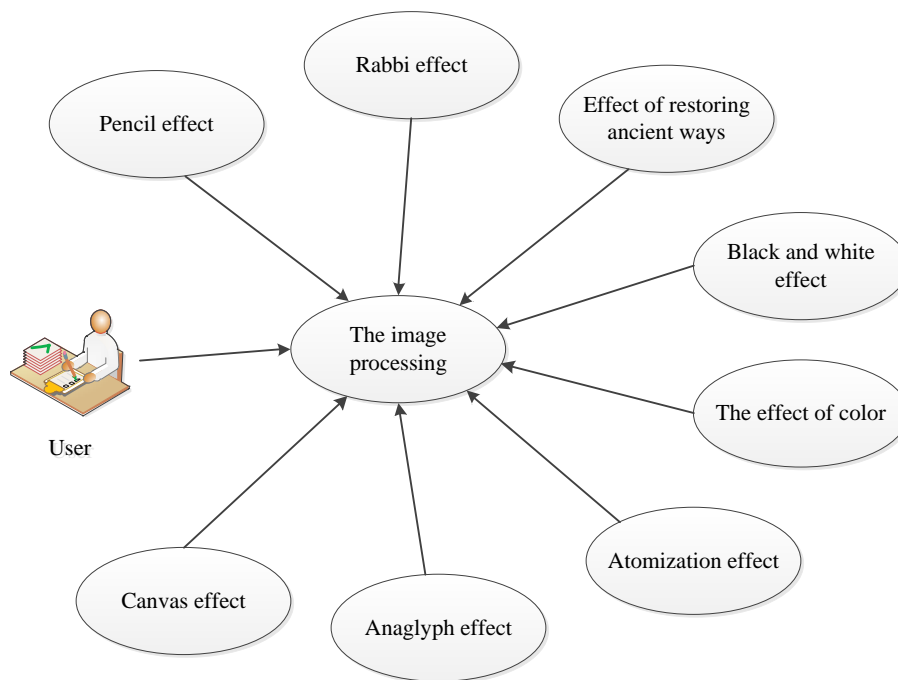 Rabbi effect
Pencil effect
Effect of restoring
ancient ways
Black and white
effect
The image
processing
User
The effect of color
Atomization effect
Canvas effect
Anaglyph effect